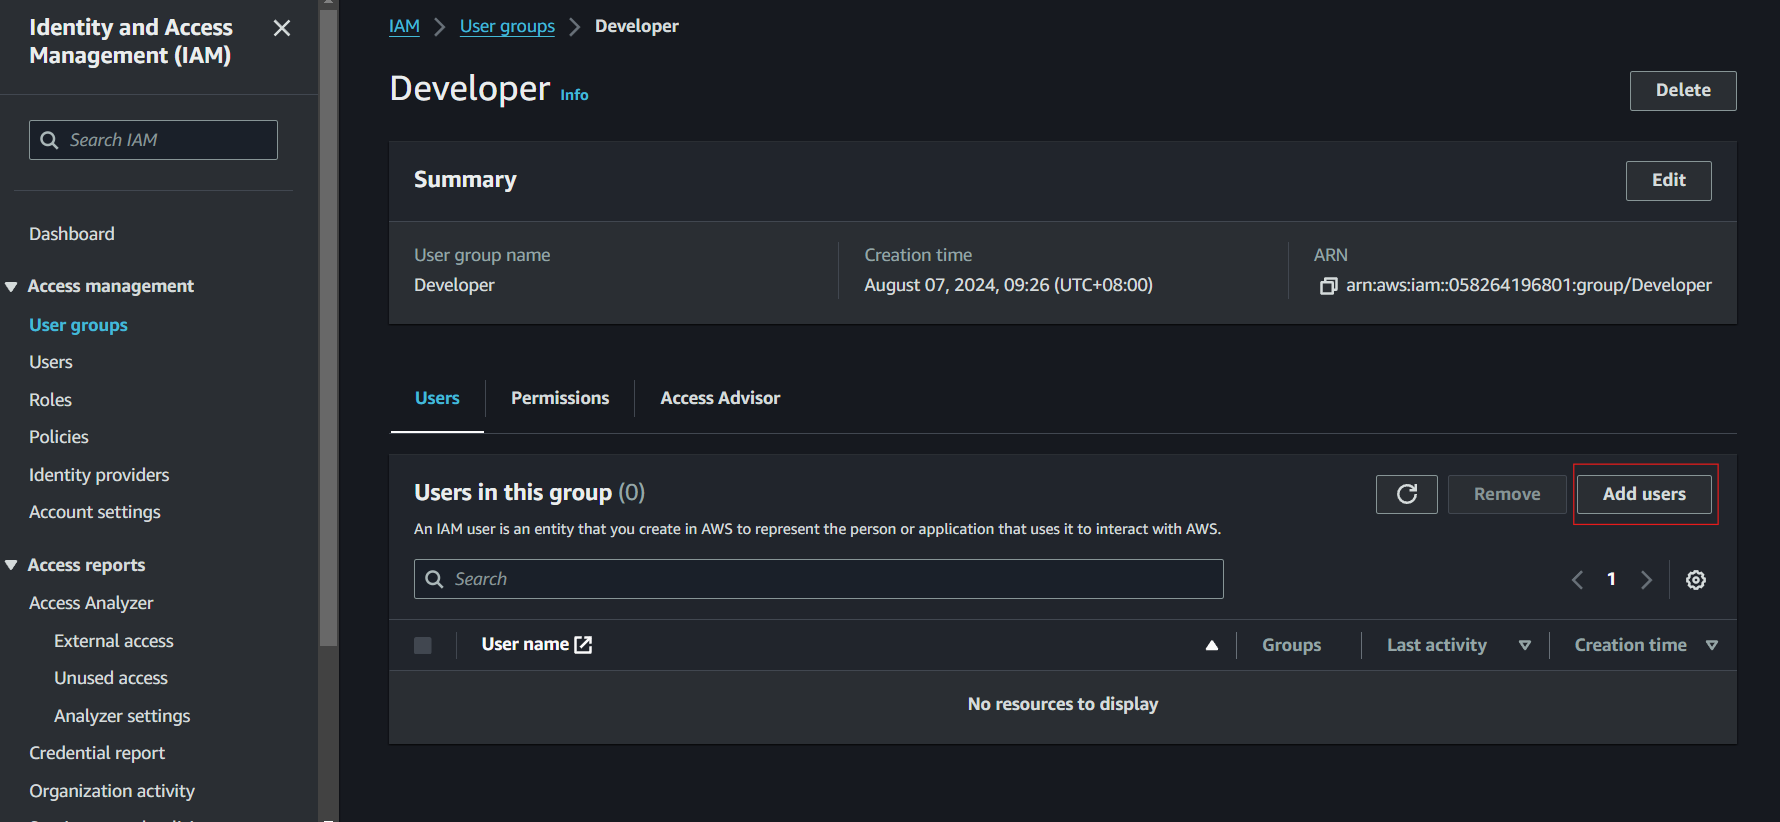 Identity and Access
Management (IAM)
Search IAM
Dashboard
Access management
User groups
Users
Roles
Policies
Identity providers
Account settings
Access reports
Access Analyzer
External access
Unused access
Analyzer settings
Credential report
Organization activity
IAM > User groups > Developer
Developer Info
Delete
Summary
Edit
User group name
Developer
Creation time
August 07, 2024, 09:26 (UTC+08:00)
ARN
arn:aws:iam::058264196801:group/Developer
Users
Permissions
Access Advisor
Users in this group (0)
Remove
Add users
An IAM user is an entity that you create in AWS to represent the person or application that uses it to interact with AWS.
Search
1
User name
Groups
Last activity
Creation time
No resources to display